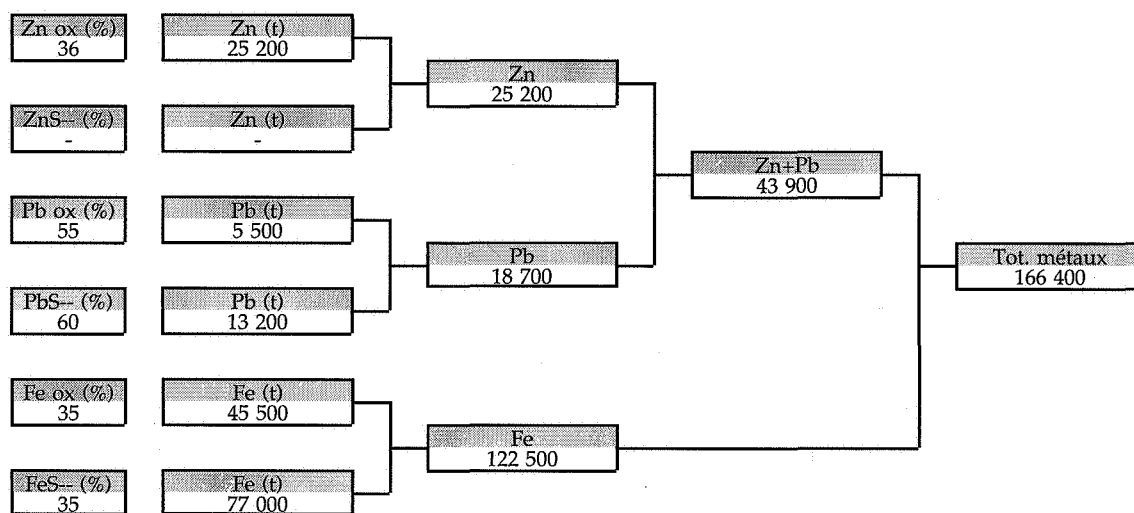 Zn ox (%)
36
Zn (t)
25 200
Zn
25 200
ZnS-- (%)
-
Zn (t)
-
Zn+Pb
43 900
Pb ox (%)
55
Pb (t)
5 500
Pb
18 700
Tot. métaux
166 400
PbS-- (%)
60
Pb (t)
13 200
Fe ox (%)
35
Fe (t)
45 500
Fe
122 500
FeS-- (%)
35
Fe (t)
77 000